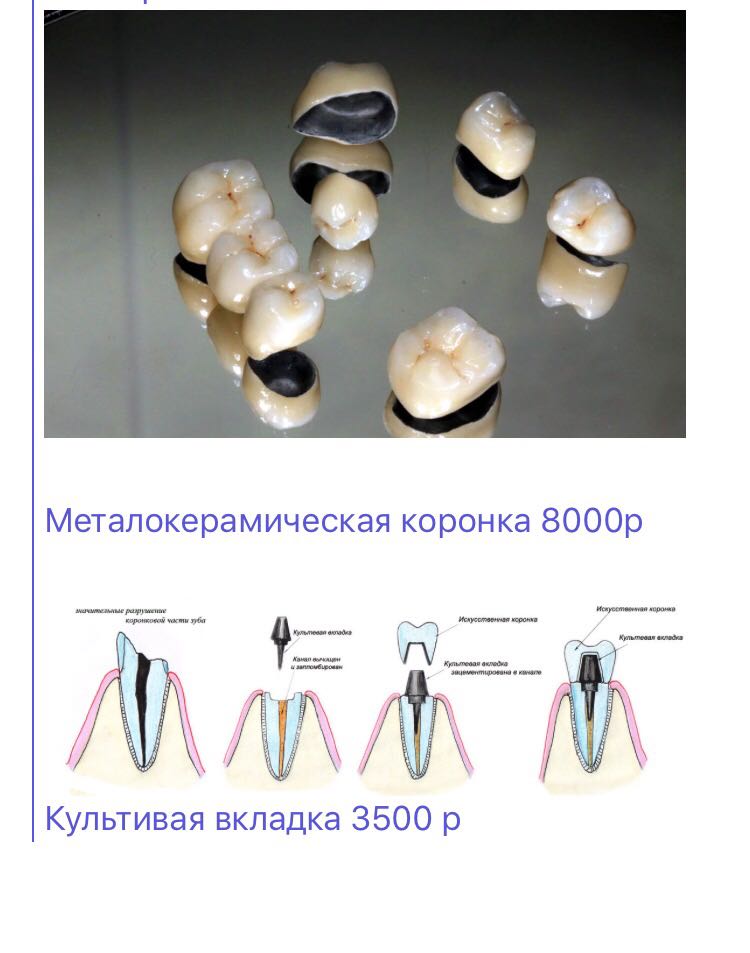 Металокерамическая коронка 8000р
значительные разрушение
коронковой части зуба
Культевая вкладка
Канал вычищен
и запломбирован
Искусственная коронка
Культевая вкладка
зацементирована в канале
Искусственная коронка
Культевая вкладка
Культивая вкладка 3500 р